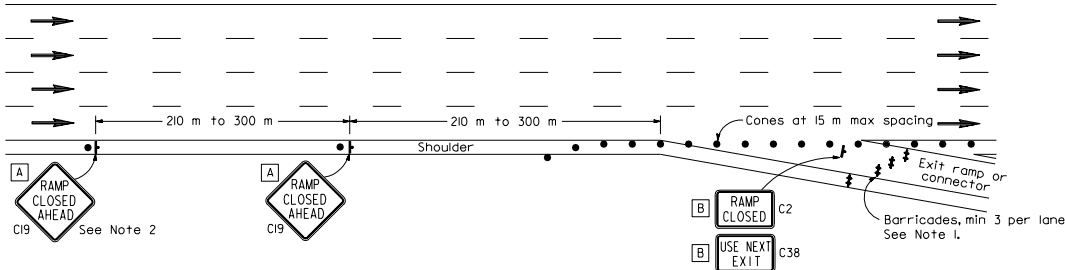 210 m to 300 m
210 m to 300 m
Cones at 15 m max spacing
Shoulder
A
RAMP
CLOSED
AHEAD
C19
See Note 2
A
RAMP
CLOSED
AHEAD
C19
Exit ramp or
connector
B
RAMP
CLOSED
C2
Barricades, min 3 per lane
See Note 1.
B
USE NEXT
EXIT
C38